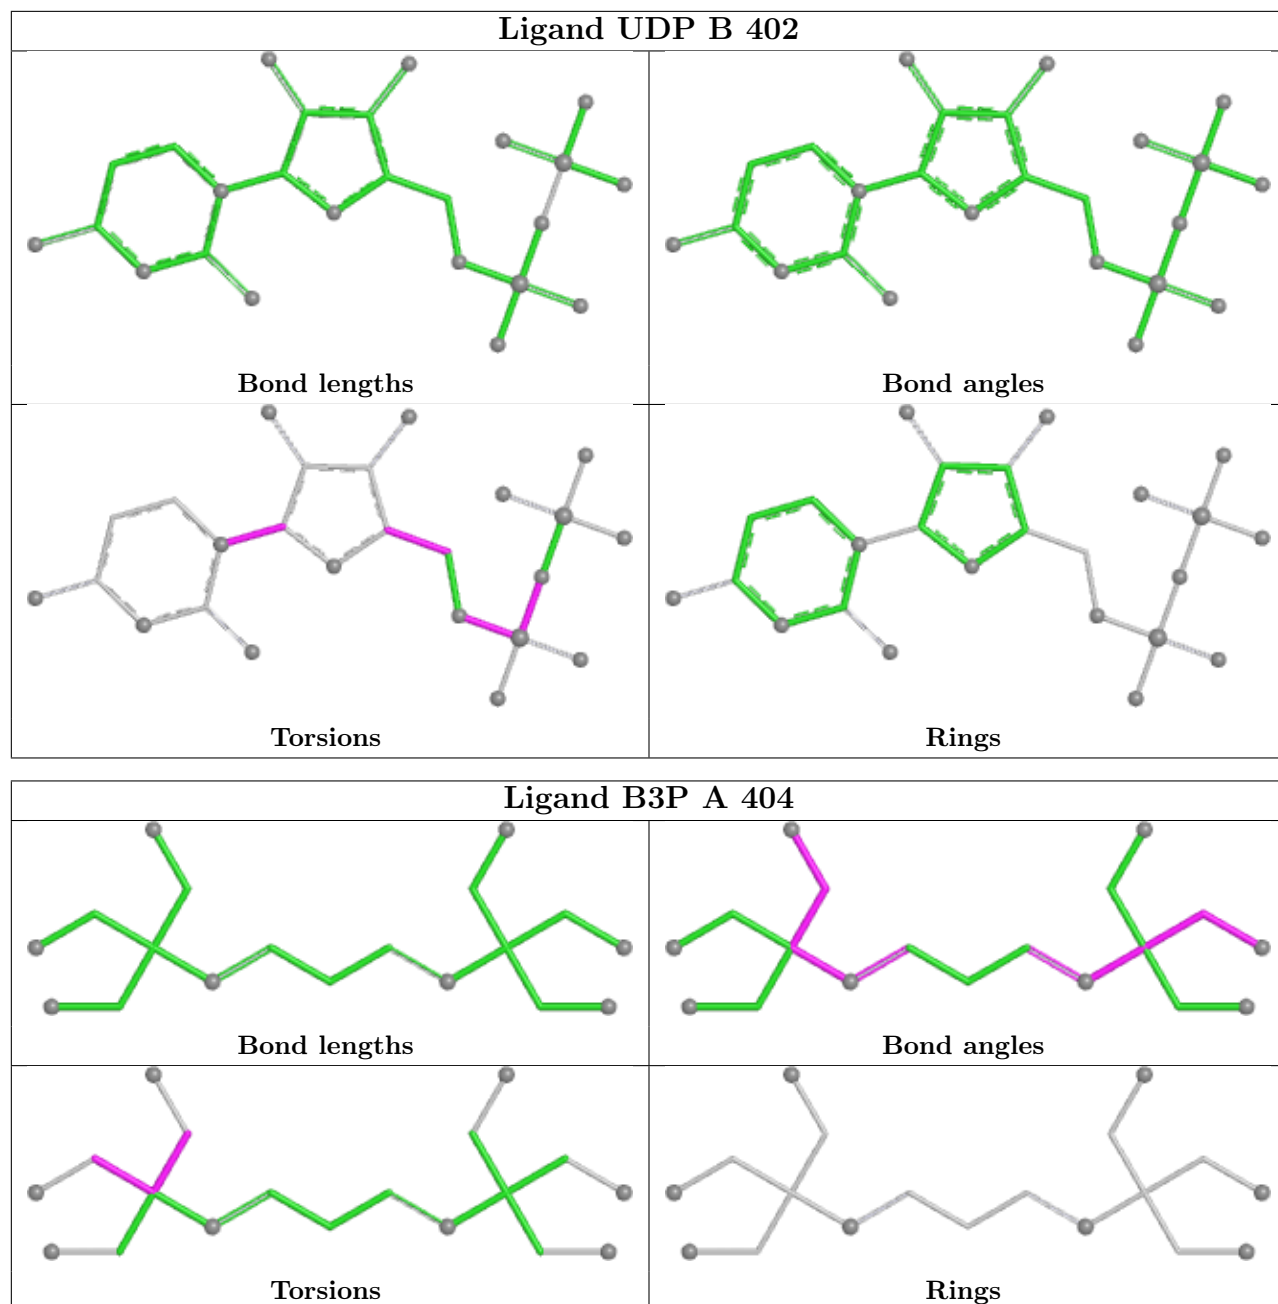 Ligand UDP B 402
Bond lengths
Bond angles
Torsions
Rings
Ligand B3P A 404
Bond lengths
Bond angles
Torsions
Rings